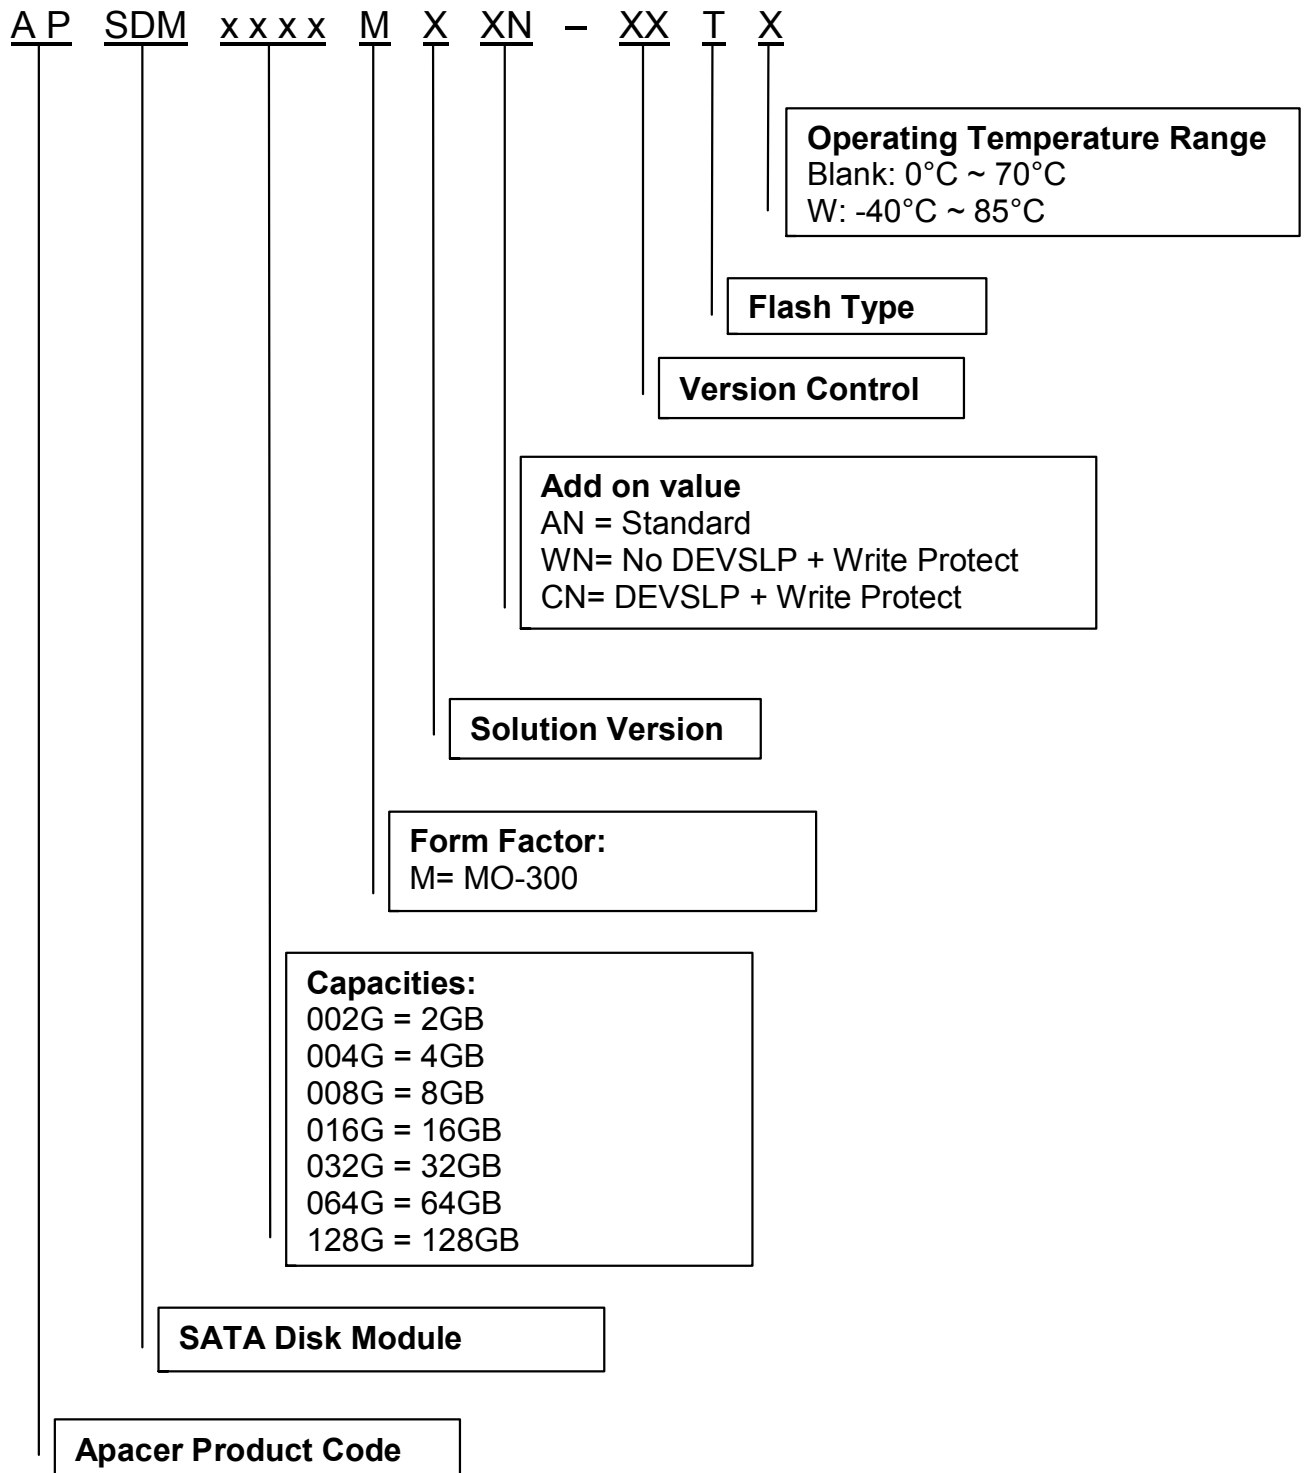 A P SDM x x x x M X XN – XX T X
Operating Temperature Range
Blank: 0°C ~ 70°C
W: -40°C ~ 85°C
Flash Type
Version Control
Add on value
AN = Standard
WN= No DEVSLP + Write Protect
CN= DEVSLP + Write Protect
Solution Version
Form Factor:
M= MO-300
Capacities:
002G = 2GB
004G = 4GB
008G = 8GB
016G = 16GB
032G = 32GB
064G = 64GB
128G = 128GB
SATA Disk Module
Apacer Product Code